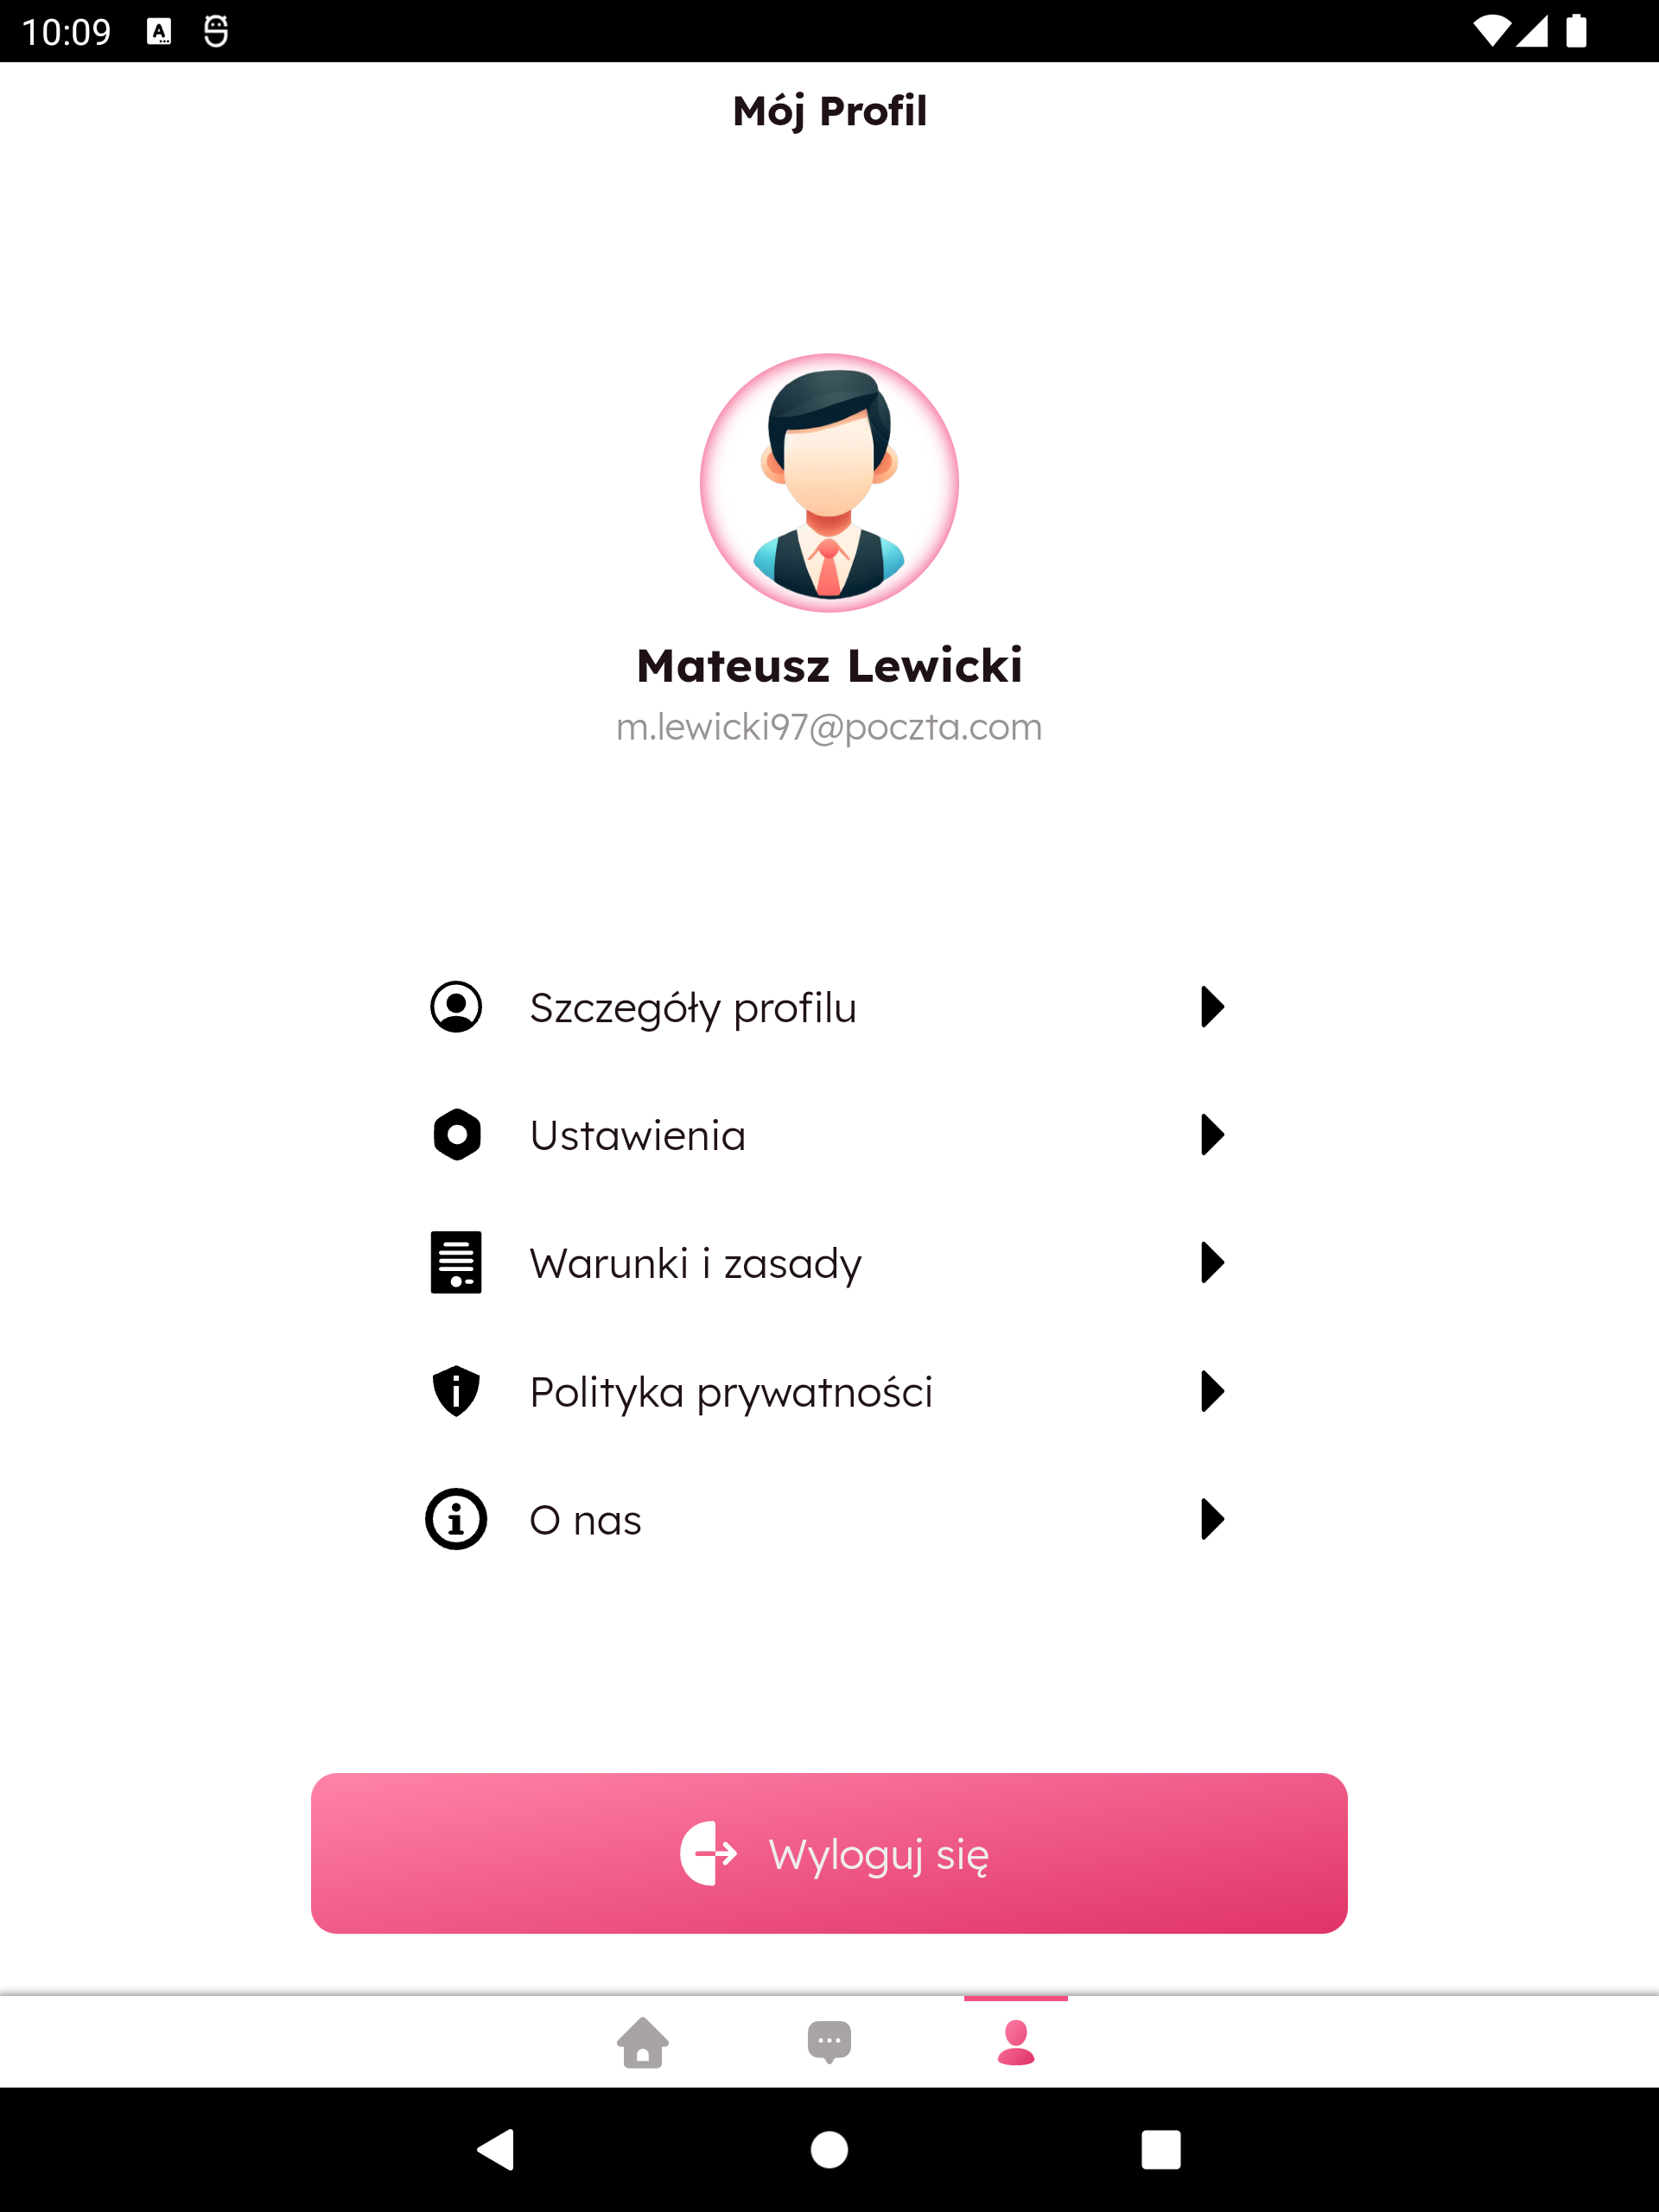 10:09
Mój Profil
Mateusz Lewicki
m.lewicki97@poczta.com
Szczegóły profilu
Ustawienia
Warunki i zasady
Polityka prywatności
O nas
Wyloguj się